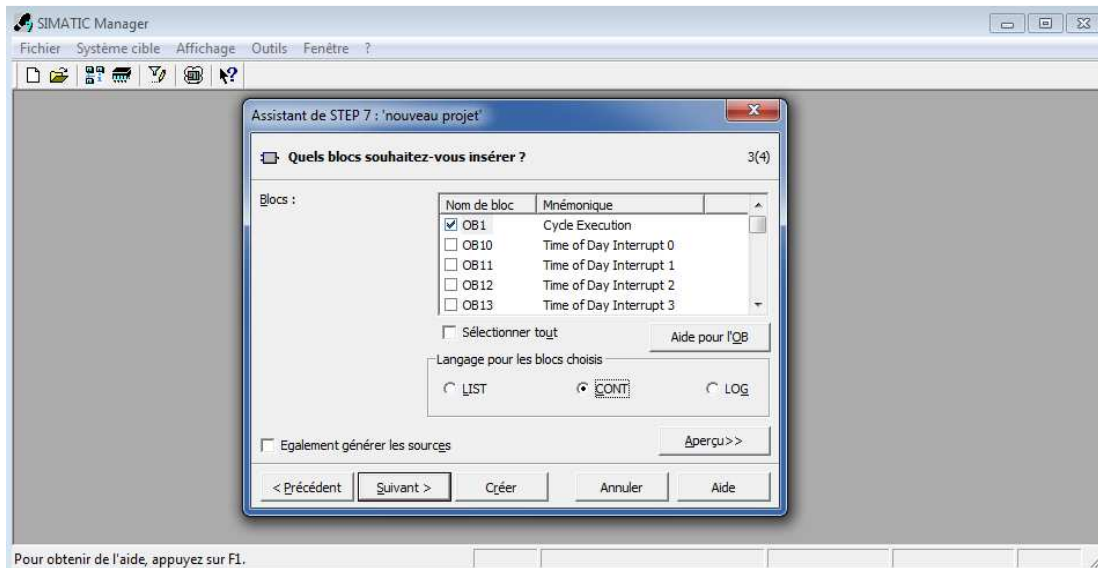 SIMATIC Manager
Fichier Système cible Affichage Outils Fenêtre ?
Assistant de STEP 7 : 'nouveau projet'
Quels blocs souhaitez-vous insérer ? 3(4)
Blocs :
Nom de bloc Mnémonique
OB1 Cycle Execution
OB10 Time of Day Interrupt 0
OB11 Time of Day Interrupt 1
OB12 Time of Day Interrupt 2
OB13 Time of Day Interrupt 3
Sélectionner tout
Aide pour l'OB
Langage pour les blocs choisis
LIST CONT LOG
Egalement générer les sources
Aperçu>>
< Précédent Suivant > Créer Annuler Aide
Pour obtenir de l'aide, appuyez sur F1.